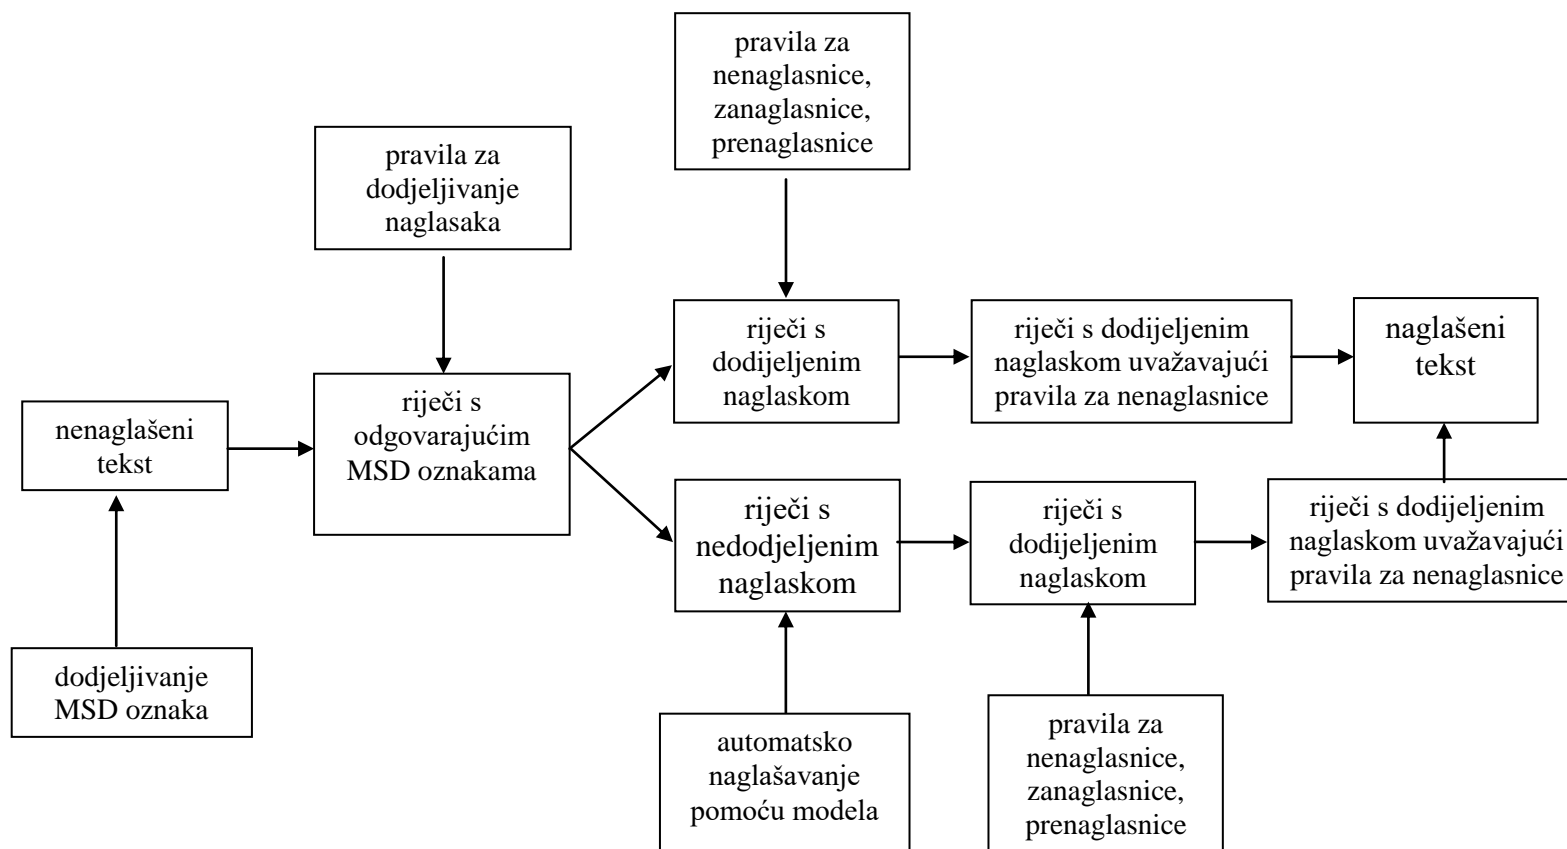 pravila za
nenaglasnice,
zanaglasnice,
prenaglasnice
pravila za
dodjeljivanje
naglasaka
riječi s
dodijeljenim
naglaskom
riječi s dodijeljenim
naglaskom uvažavajući
pravila za nenaglasnice
naglašeni
tekst
nenaglašeni
tekst
riječi s
odgovarajućim
MSD oznakama
riječi s
nedodjeljenim
naglaskom
riječi s
dodijeljenim
naglaskom
riječi s dodijeljenim
naglaskom uvažavajući
pravila za nenaglasnice
dodjeljivanje
MSD oznaka
automatsko
naglašavanje
pomoću modela
pravila za
nenaglasnice,
zanaglasnice,
prenaglasnice